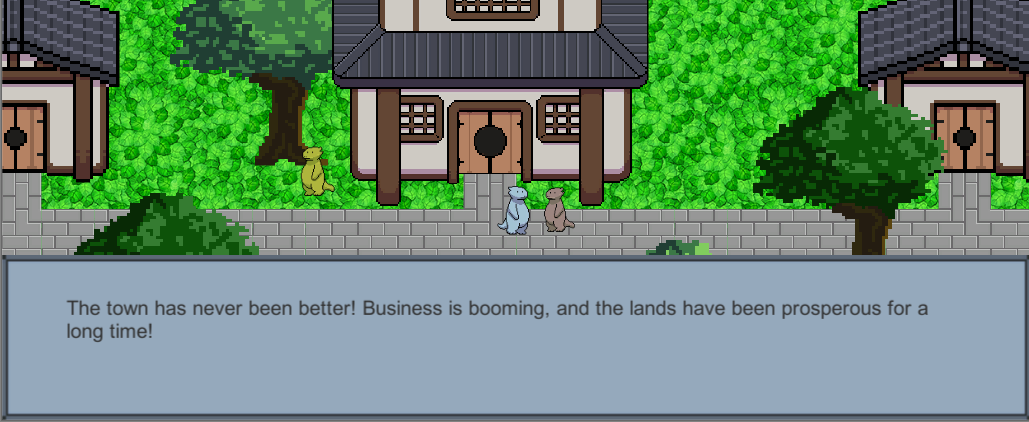 The town has never been better! Business is booming, and the lands have been prosperous for a
long time!